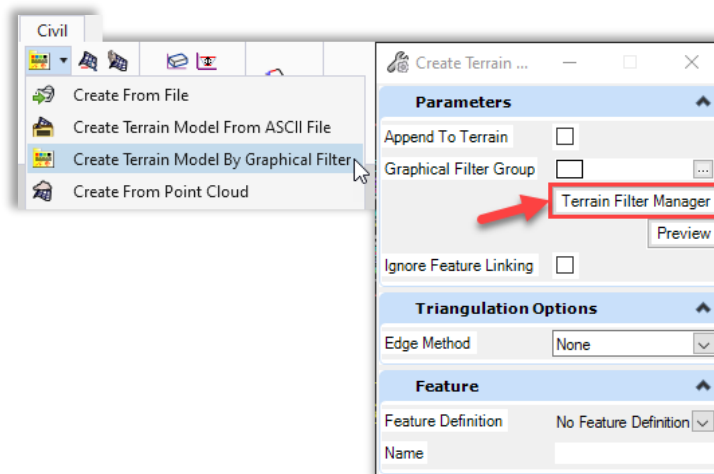 Civil
Create From File
Create Terrain Model From ASCII File
Create Terrain Model By Graphical Filter
Create From Point Cloud
Create Terrain ...
Parameters
Append To Terrain
Graphical Filter Group
...
Terrain Filter Manager
Preview
Ignore Feature Linking
Triangulation Options
Edge Method None
Feature
Feature Definition No Feature Definition
Name